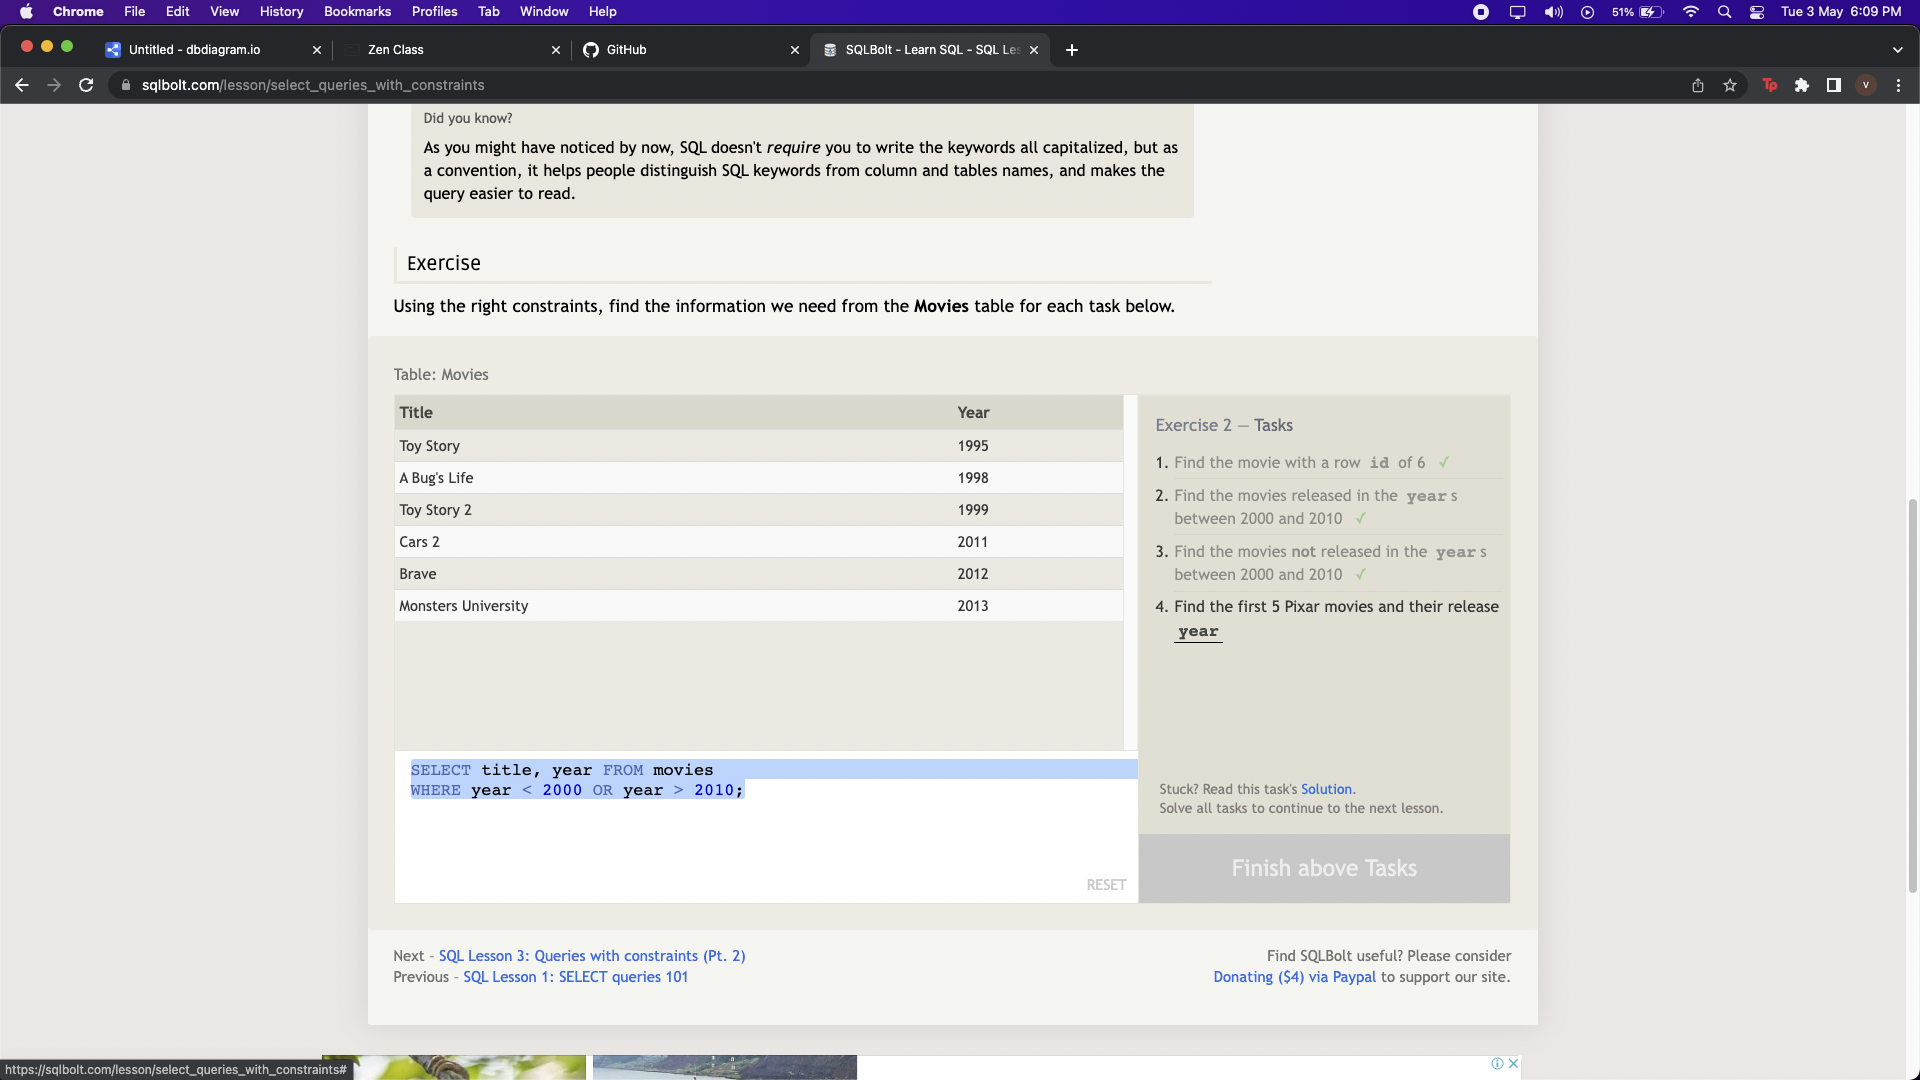 Chrome File Edit View History Bookmarks Profiles Tab Window Help 51% Tue 3 May 6:09 PM
Untitled - dbdiagram.io Zen Class GitHub SQLBolt - Learn SQL - SQL Les
sqlbolt.com/lesson/select_queries_with_constraints Tp V
Did you know?
As you might have noticed by now, SQL doesn't require you to write the keywords all capitalized, but as
a convention, it helps people distinguish SQL keywords from column and tables names, and makes the
query easier to read.
Exercise
Using the right constraints, find the information we need from the Movies table for each task below.
Table: Movies
Title Year
Toy Story 1995
A Bug's Life 1998
Toy Story 2 1999
Cars 2 2011
Brave 2012
Monsters University 2013
SELECT title, year FROM movies
WHERE year < 2000 OR year > 2010;
RESET
Exercise 2 — Tasks
1. Find the movie with a row id of 6 ✓
2. Find the movies released in the years
between 2000 and 2010 ✓
3. Find the movies not released in the years
between 2000 and 2010 ✓
4. Find the first 5 Pixar movies and their release
year
Stuck? Read this task's Solution.
Solve all tasks to continue to the next lesson.
Finish above Tasks
Next - SQL Lesson 3: Queries with constraints (Pt. 2)
Previous - SQL Lesson 1: SELECT queries 101
Find SQLBolt useful? Please consider
Donating ($4) via Paypal to support our site.
https://sqlbolt.com/lesson/select_queries_with_constraints#